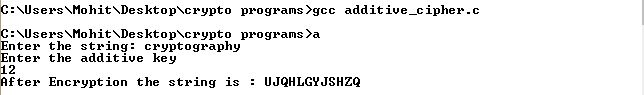 C:\Users\Mohit\Desktop\crypto programs>gcc additive_cipher.c
C:\Users\Mohit\Desktop\crypto programs>a
Enter the string: cryptography
Enter the additive key
12
After Encryption the string is : UJQHLGYJSHZQ